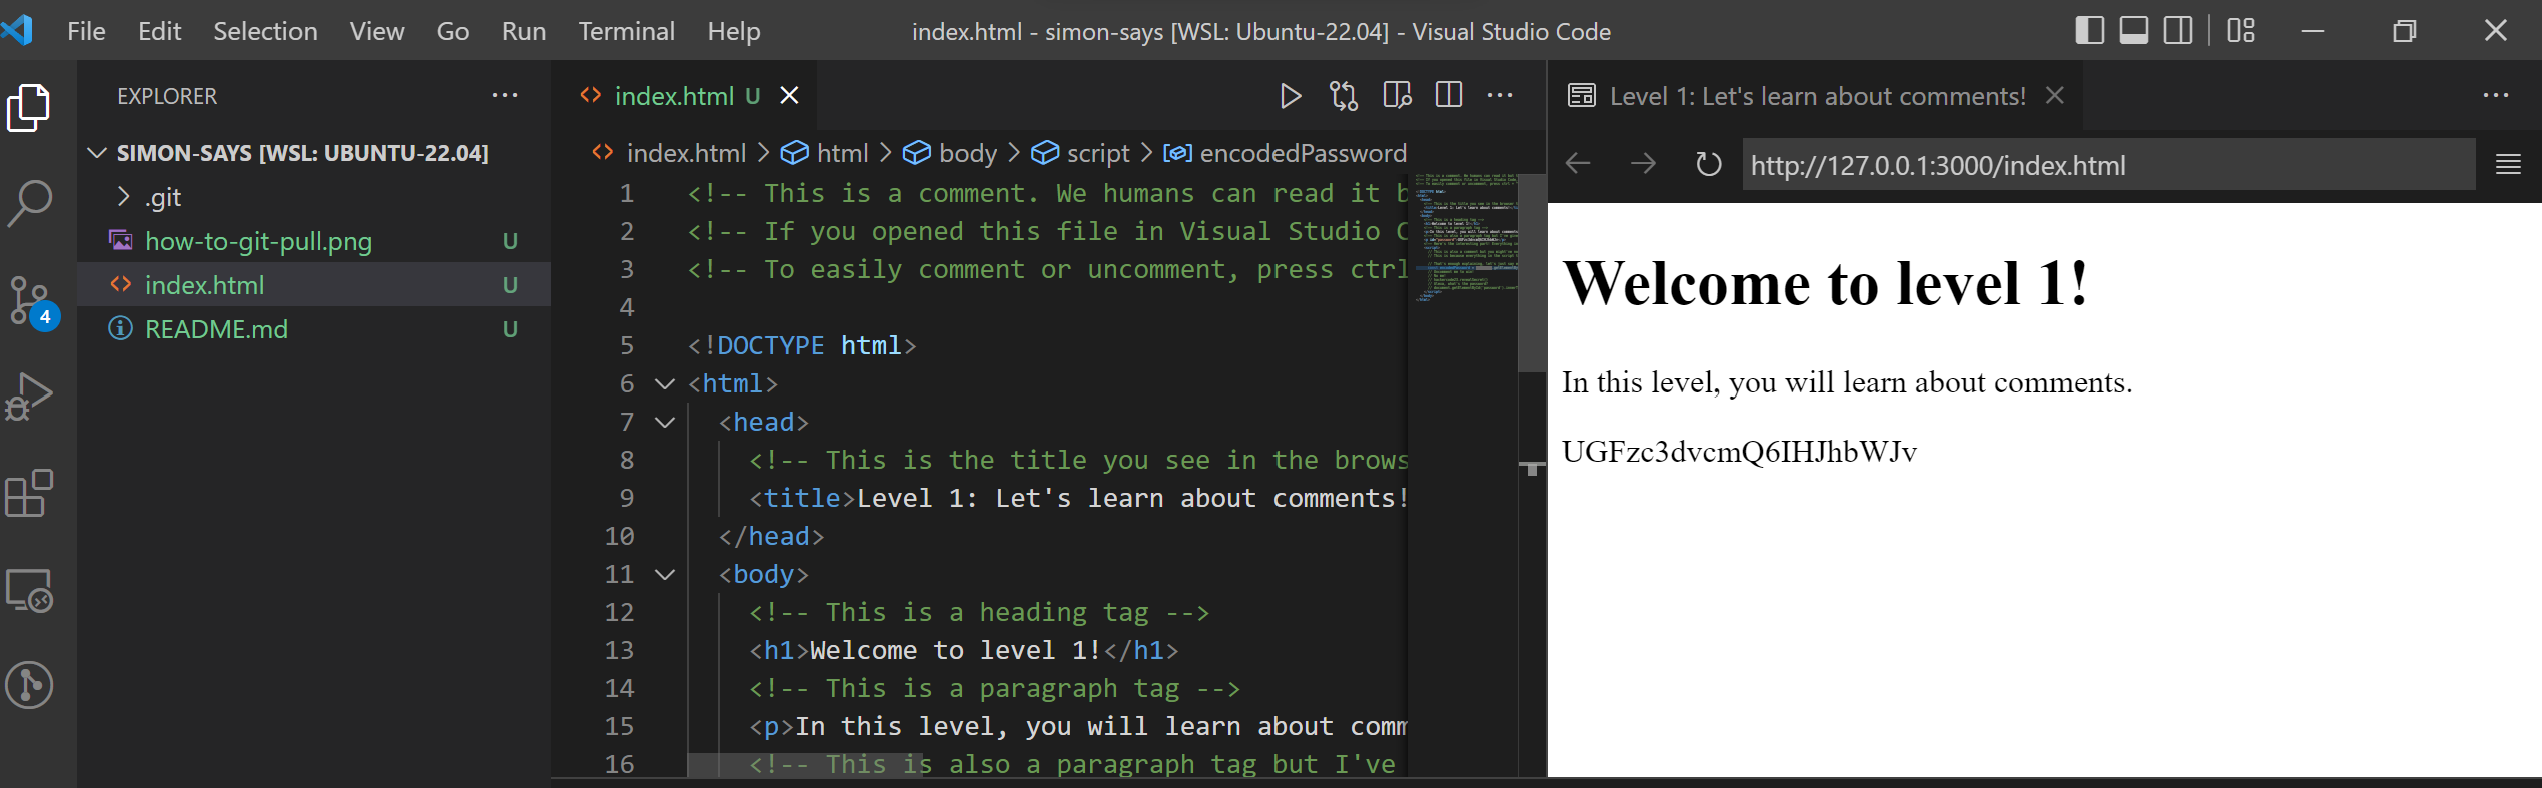 File Edit Selection View Go Run Terminal Help
index.html - simon-says [WSL: Ubuntu-22.04] - Visual Studio Code
EXPLORER
SIMON-SAYS [WSL: UBUNTU-22.04]
.git
how-to-git-pull.png U
index.html U
README.md U
4
index.html U
index.html > html > body > script > encodedPassword
1 <!-- This is a comment. We humans can read it b
2 <!-- If you opened this file in Visual Studio C
3 <!-- To easily comment or uncomment, press ctrl
4
5 <!DOCTYPE html>
6 <html>
7 <head>
8 <!-- This is the title you see in the brows
9 <title>Level 1: Let's learn about comments!
10 </head>
11 <body>
12 <!-- This is a heading tag -->
13 <h1>Welcome to level 1!</h1>
14 <!-- This is a paragraph tag -->
15 <p>In this level, you will learn about comm
16 <!-- This is also a paragraph tag but I've
Level 1: Let's learn about comments!
http://127.0.0.1:3000/index.html
Welcome to level 1!
In this level, you will learn about comments.
UGFzc3dvcmQ6IHJhbWJv